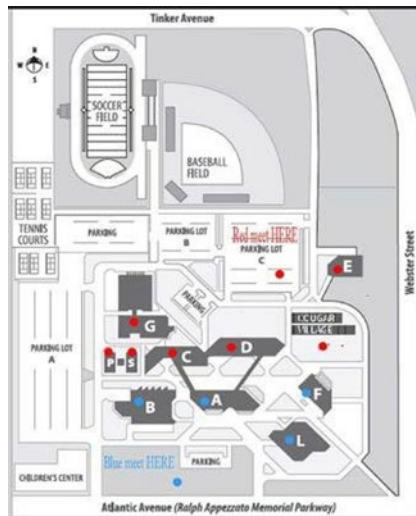 Tinker Avenue
N
W E
S
SOCCER
FIELD
BASEBALL
FIELD
TENNIS
COURTS
PARKING
PARKING LOT
B
Red meet HERE
PARKING LOT
C
E
Webster Street
PARKING
G
COUGAR
VILLAGE
PARKING LOT
A
P
S
C
D
B
A
F
L
Blue meet HERE
PARKING
CHILDREN'S CENTER
Atlantic Avenue (Ralph Appezzato Memorial Parkway)